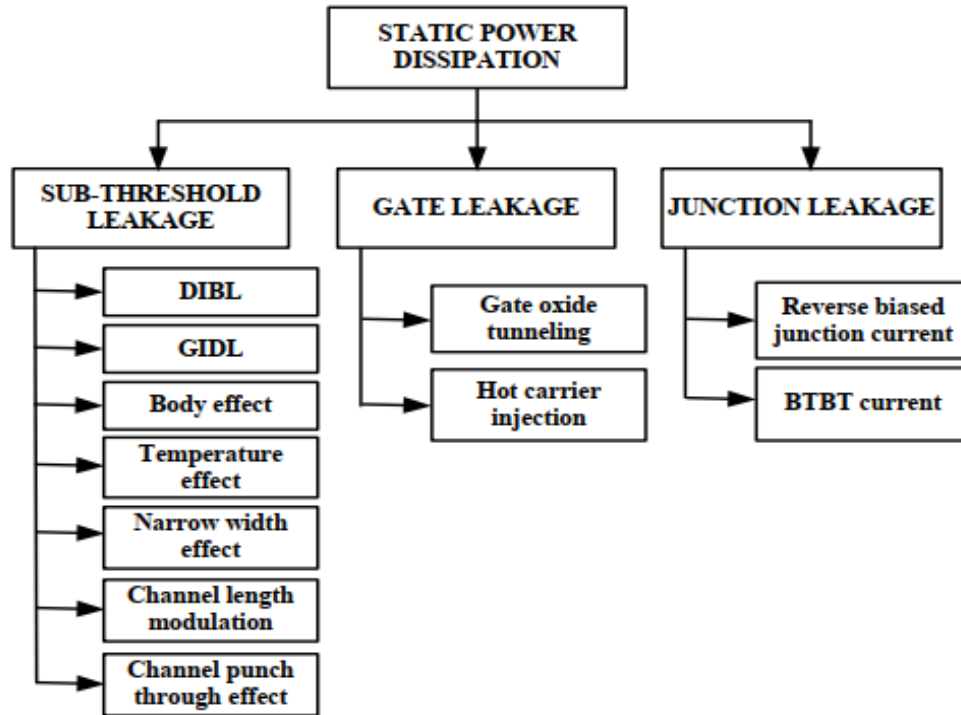 STATIC POWER
DISSIPATION
SUB-THRESHOLD
LEAKAGE
GATE LEAKAGE
JUNCTION LEAKAGE
DIBL
GIDL
Body effect
Temperature
effect
Narrow width
effect
Channel length
modulation
Channel punch
through effect
Gate oxide
tunneling
Hot carrier
injection
Reverse biased
junction current
BTBT current